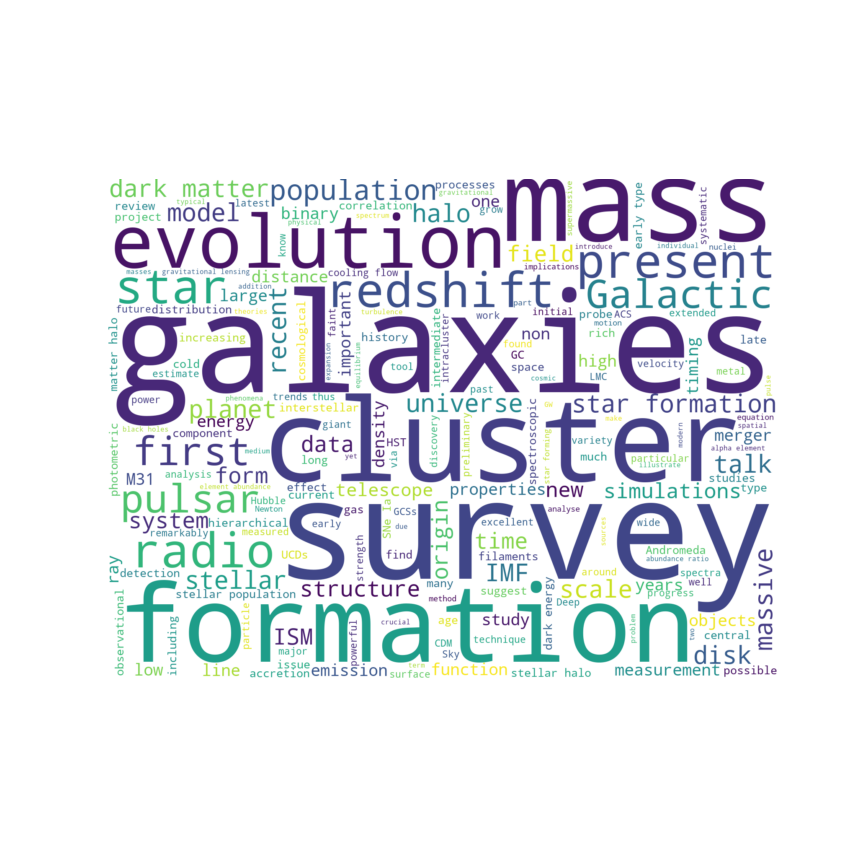 dark matter population processes one mass
typical latest gravitational grow supermassive early type systematic
review project model binary correlation halo
physical spectrum know
evolution field individual nuclei introduce present
masses gravitational lensing distance cooling flow implications
star large addition recent redshift part Galactic
future distribution theories turbulence important faint work initial probe ACS extended
galaxies
increasing cosmological expansion equilibrium history intermediate intracluster non found motion rich late
matter halo cold estimate tool GC space high timing velocity metal
power phenomena trends thus past cosmic LMC pulse
planet interstellar universe dw star formation make
black holes energy giant density equation spatial
first component data HST cluster variety modern merger alpha element
photometric medium yet via discovery preliminary spectroscopic star forming much particular talk
M31 analysis form long illustrate studies
element abundance effect telescope properties new simulations type
pulsar current Hubble Newton SNe Ia gas GCSs analyse survey
system hierarchical early due origin excellent wide
remarkably measured strength time sources
radio UCDs find filaments Andromeda abundance ratio
ray detection stellar many IMF around spectra well massive
stellar population structure suggest scale years progress
observational formation method dark energy Deep objects
particle powerful crucial age study problem two central
including ISM major CDM technique Sky disk
low line issue emission term function stellar halo measurement possible
accretion surface